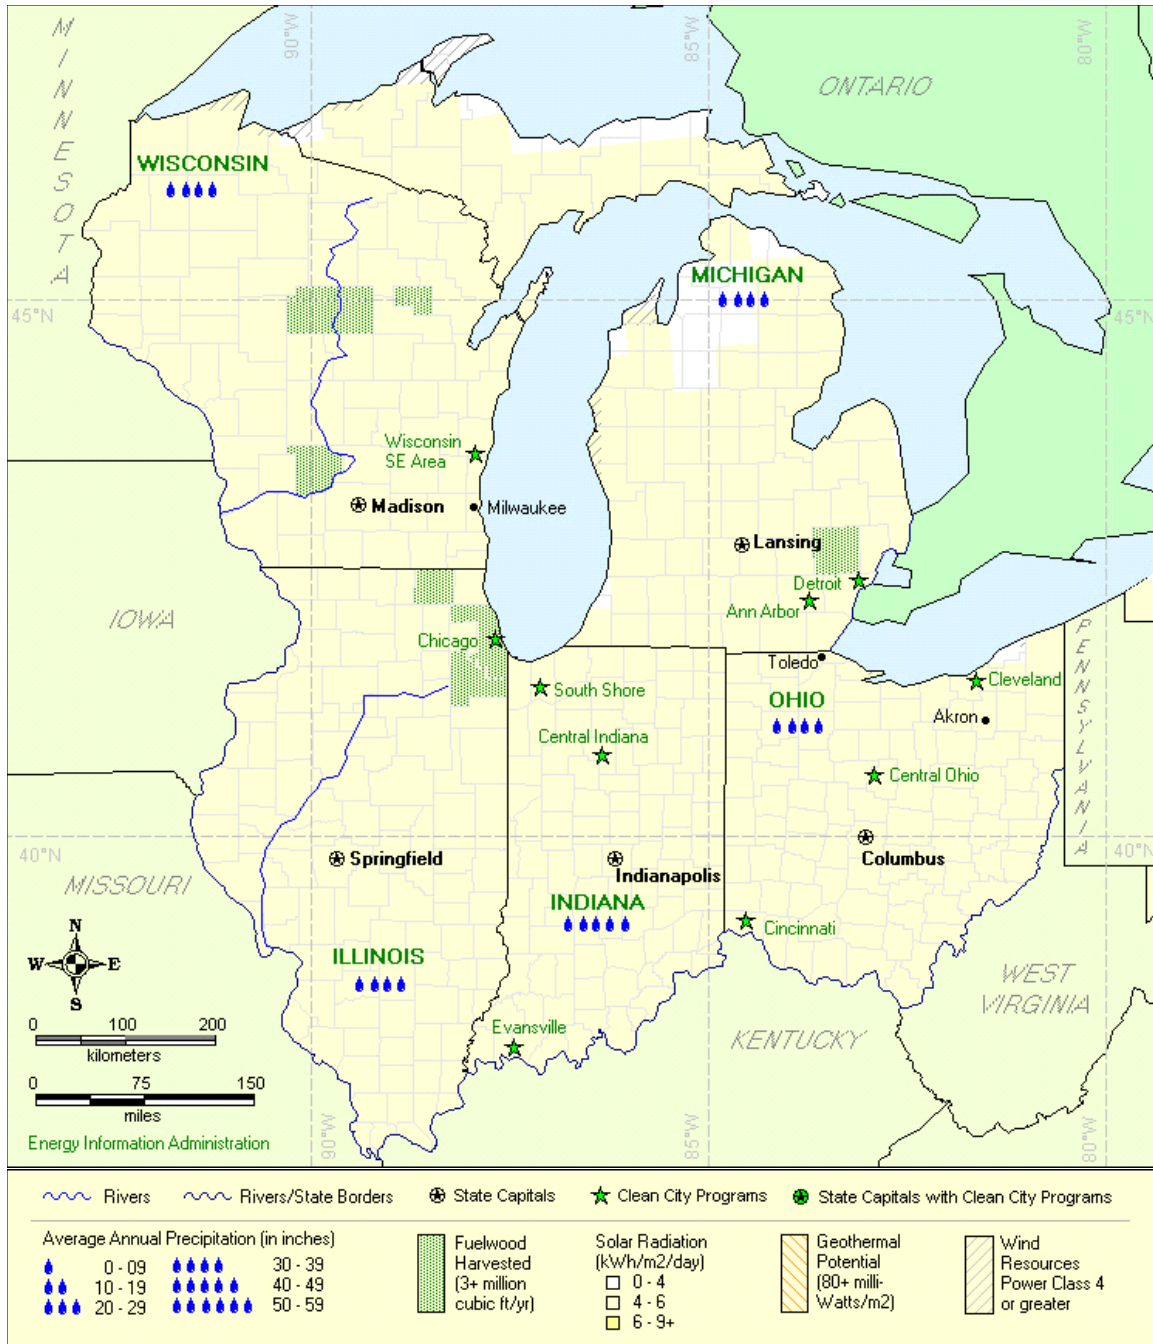 90°W
85°W
80°W
MINNESOTA
ONTARIO
WISCONSIN
MICHIGAN
45°N
45°N
Wisconsin
SE Area
Madison
Milwaukee
Lansing
Detroit
Ann Arbor
IOWA
Chicago
Toledo
PENNSYLVANIA
Cleveland
South Shore
OHIO
Akron
Central Indiana
Central Ohio
40°N
40°N
Springfield
Columbus
Indianapolis
MISSOURI
INDIANA
Cincinnati
ILLINOIS
WEST
VIRGINIA
N
W E
S
KENTUCKY
Evansville
0 100 200
kilometers
0 75 150
miles
Energy Information Administration
90°W
85°W
80°W
Rivers
Rivers/State Borders
State Capitals
Clean City Programs
State Capitals with Clean City Programs
Average Annual Precipitation (in inches)
0 - 09
10 - 19
20 - 29
30 - 39
40 - 49
50 - 59
Fuelwood
Harvested
(3+ million
cubic ft/yr)
Solar Radiation
(kWh/m2/day)
0 - 4
4 - 6
6 - 9+
Geothermal
Potential
(80+ milli-
Watts/m2)
Wind
Resources
Power Class 4
or greater